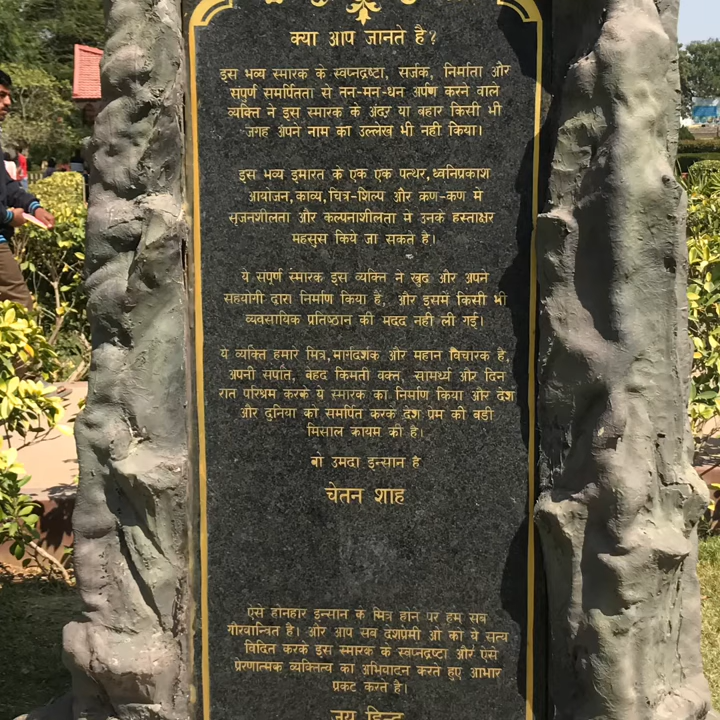 क्या आप जानते है?
इस भव्य स्मारक के स्वप्नद्रष्टा, सर्जक, निर्माता और
संपुर्ण समर्पितता से तन-मन-धन अर्पण करने वाले
व्यक्ति ने इस स्मारक के अंदर या बहार किसी भी
जगह अपने नाम का उल्लेख भी नही किया।
इस भव्य इमारत के एक एक पत्थर,ध्वनिप्रकाश
आयोजन,काव्य,चित्र-शिल्प और कण-कण मे
सृजनशीलता और कल्पनाशीलता मे उनके हस्ताक्षर
महसुस किये जा सकते है।
ये संपुर्ण स्मारक इस व्यक्ति ने खुद और अपने
सहयोगी द्वारा निर्माण किया है, और इसमें किसी भी
व्यवसायिक प्रतिष्ठान की मदद नही ली गई।
ये व्यक्ति हमारे मित्र,मार्गदर्शक और महान विचारक है,
अपनी संपति, बेहद किमती वक्त, सामर्थ्य और दिन
रात परिश्रम करके ये स्मारक का निर्माण किया और देश
और दुनिया को समर्पित करके देश प्रेम की बडी
मिसाल कायम की है।
वो उमदा इन्सान है
चेतन शाह
ऐसे होनहार इन्सान के मित्र होने पर हम सब
गौरवान्वित है। और आप सब देशप्रेमी ओं को ये सत्य
विदित करके इस स्मारक के स्वप्नद्रष्टा और ऐसे
प्रेरणात्मक व्यक्तित्व का अभिवादन करते हुए आभार
प्रकट करते है।
जय हिन्द